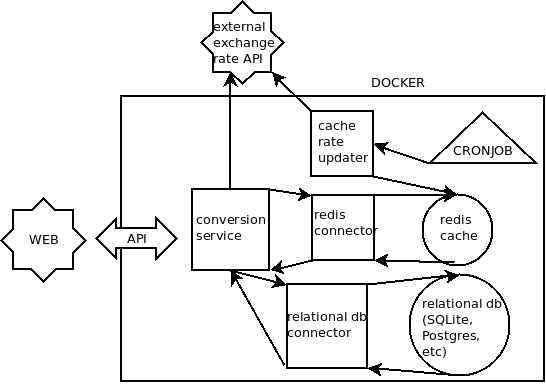 external
exchange
rate API
DOCKER
cache
rate
updater
CRONJOB
conversion
service
redis
connector
redis
cache
WEB
API
relational db
connector
relational db
(SQLite,
Postgres,
etc)